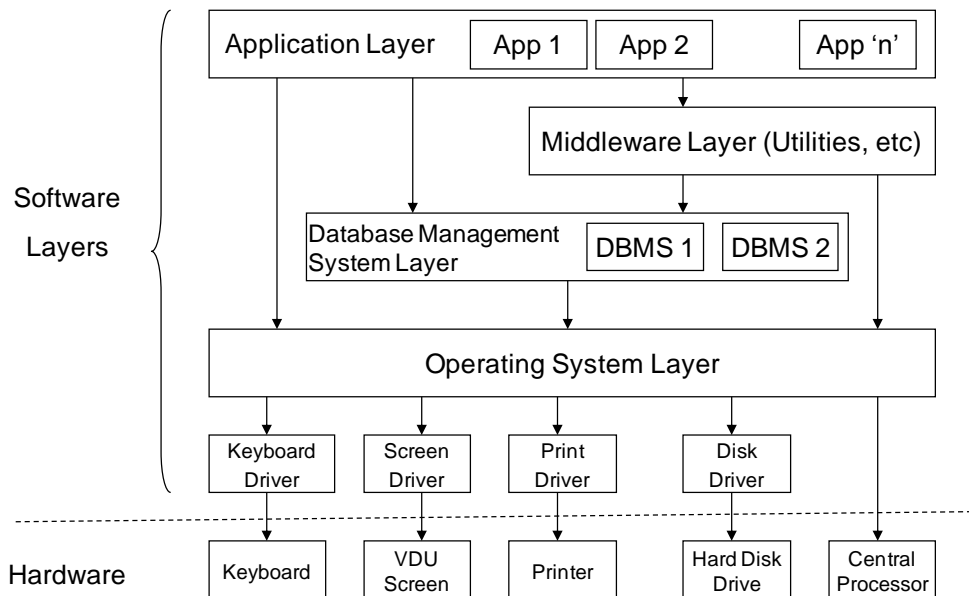 Application Layer
App 1
App 2
App ‘n’
Middleware Layer (Utilities, etc)
Software
Layers
Database Management
System Layer
DBMS 1
DBMS 2
Operating System Layer
Keyboard
Driver
Screen
Driver
Print
Driver
Disk
Driver
Hardware
Keyboard
VDU
Screen
Printer
Hard Disk
Drive
Central
Processor